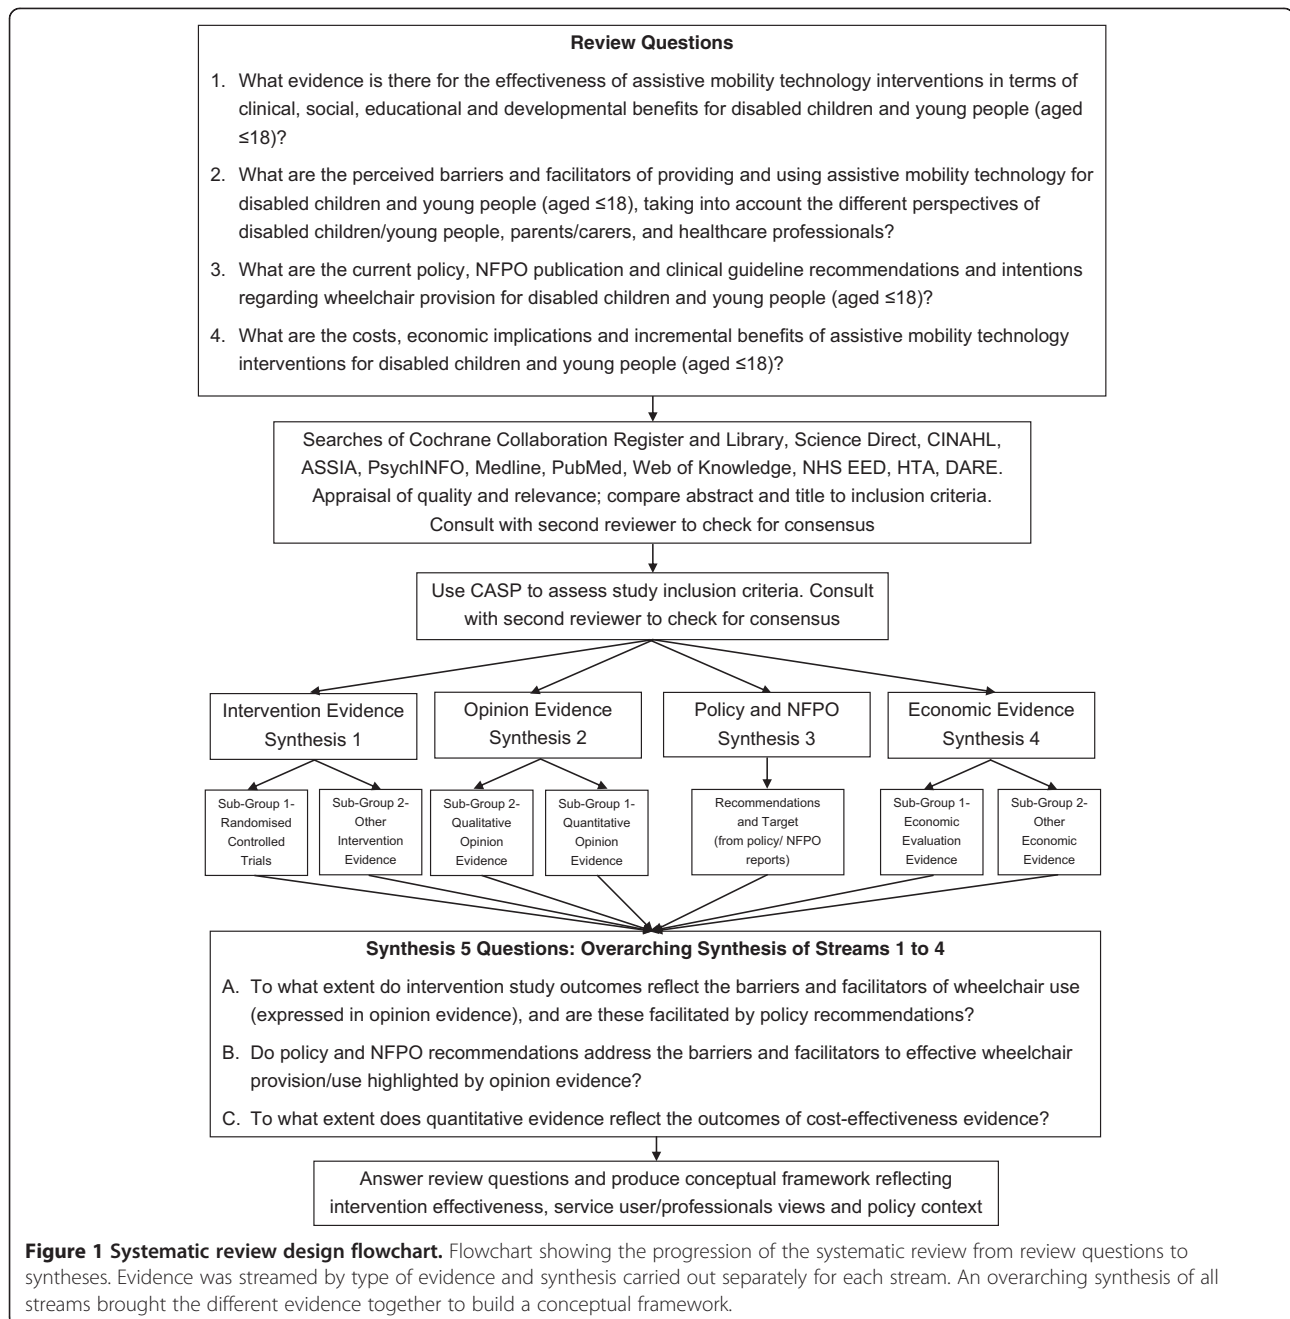 Review Questions
1. What evidence is there for the effectiveness of assistive mobility technology interventions in terms of
clinical, social, educational and developmental benefits for disabled children and young people (aged
≤18)?
2. What are the perceived barriers and facilitators of providing and using assistive mobility technology for
disabled children and young people (aged ≤18), taking into account the different perspectives of
disabled children/young people, parents/carers, and healthcare professionals?
3. What are the current policy, NFPO publication and clinical guideline recommendations and intentions
regarding wheelchair provision for disabled children and young people (aged ≤18)?
4. What are the costs, economic implications and incremental benefits of assistive mobility technology
interventions for disabled children and young people (aged ≤18)?
Searches of Cochrane Collaboration Register and Library, Science Direct, CINAHL,
ASSIA, PsychINFO, Medline, PubMed, Web of Knowledge, NHS EED, HTA, DARE.
Appraisal of quality and relevance; compare abstract and title to inclusion criteria.
Consult with second reviewer to check for consensus
Use CASP to assess study inclusion criteria. Consult
with second reviewer to check for consensus
Intervention Evidence
Synthesis 1
Opinion Evidence
Synthesis 2
Policy and NFPO
Synthesis 3
Economic Evidence
Synthesis 4
Sub-Group 1-
Randomised
Controlled
Trials
Sub-Group 2-
Other
Intervention
Evidence
Sub-Group 2-
Qualitative
Opinion
Evidence
Sub-Group 1-
Quantitative
Opinion
Evidence
Recommendations
and Target
(from policy/ NFPO
reports)
Sub-Group 1-
Economic
Evaluation
Evidence
Sub-Group 2-
Other
Economic
Evidence
Synthesis 5 Questions: Overarching Synthesis of Streams 1 to 4
A. To what extent do intervention study outcomes reflect the barriers and facilitators of wheelchair use
(expressed in opinion evidence), and are these facilitated by policy recommendations?
B. Do policy and NFPO recommendations address the barriers and facilitators to effective wheelchair
provision/use highlighted by opinion evidence?
C. To what extent does quantitative evidence reflect the outcomes of cost-effectiveness evidence?
Answer review questions and produce conceptual framework reflecting
intervention effectiveness, service user/professionals views and policy context
Figure 1 Systematic review design flowchart. Flowchart showing the progression of the systematic review from review questions to
syntheses. Evidence was streamed by type of evidence and synthesis carried out separately for each stream. An overarching synthesis of all
streams brought the different evidence together to build a conceptual framework.